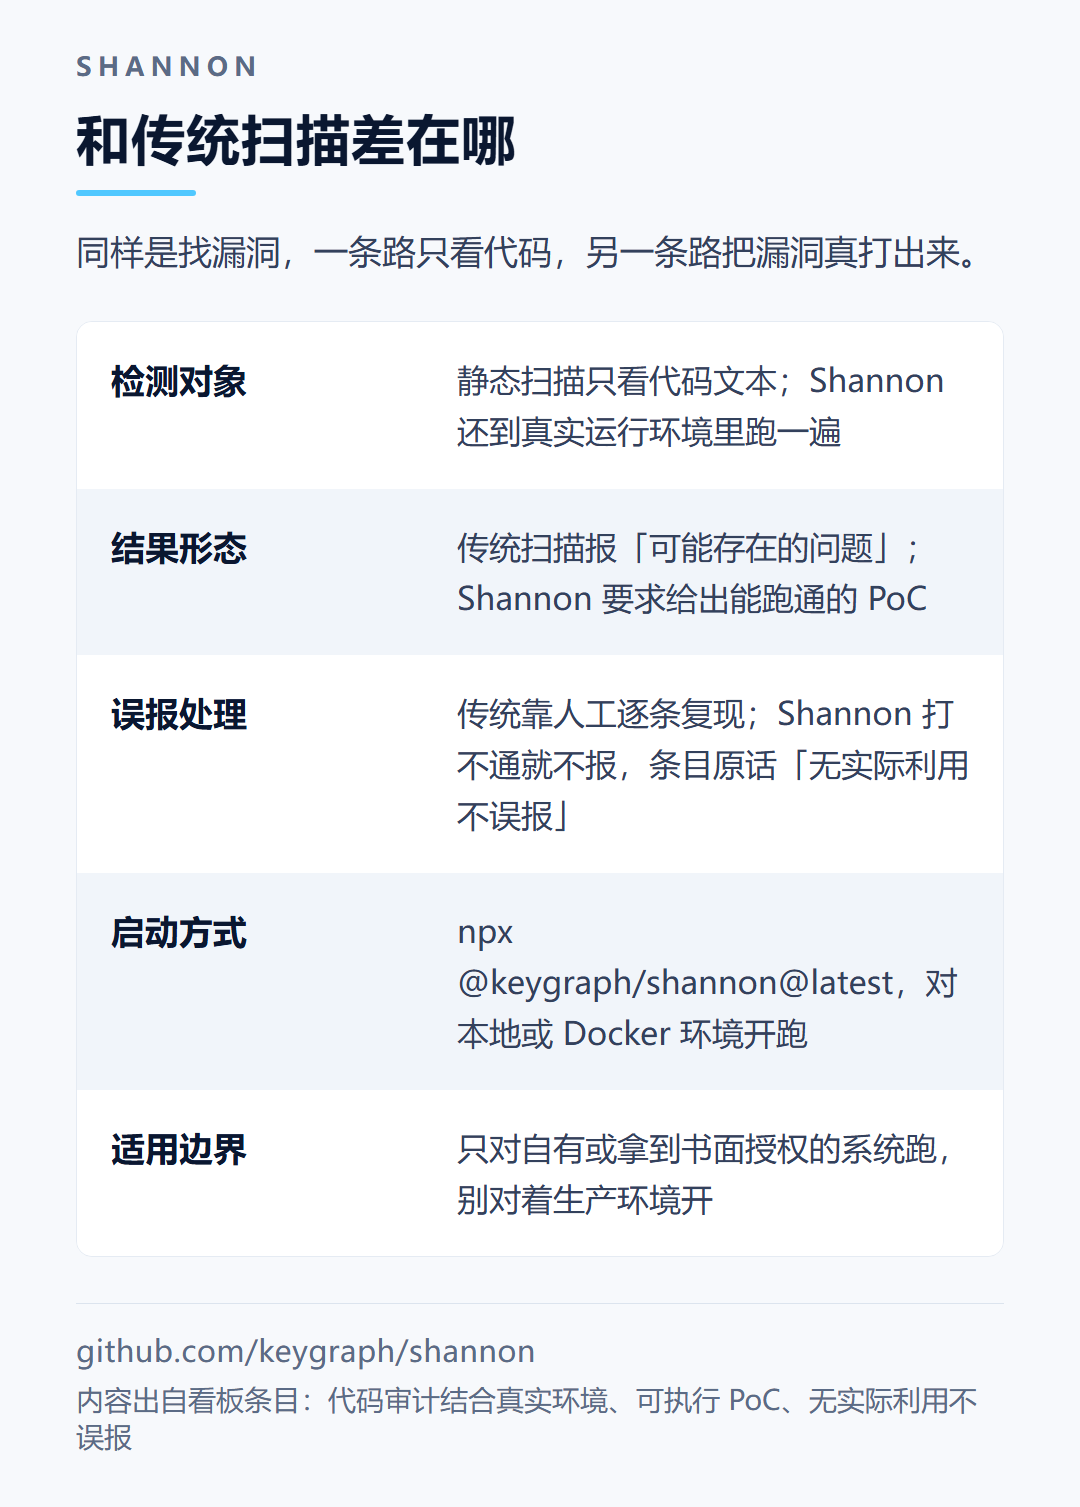 SHANNON
和传统扫描差在哪
同样是找漏洞，一条路只看代码，另一条路把漏洞真打出来。
检测对象
静态扫描只看代码文本；Shannon
还到真实运行环境里跑一遍
结果形态
传统扫描报「可能存在的问题」；
Shannon 要求给出能跑通的 PoC
误报处理
传统靠人工逐条复现；Shannon 打
不通就不报，条目原话「无实际利用
不误报」
启动方式
npx
@keygraph/shannon@latest，对
本地或 Docker 环境开跑
适用边界
只对自有或拿到书面授权的系统跑，
别对着生产环境开
github.com/keygraph/shannon
内容出自看板条目：代码审计结合真实环境、可执行 PoC、无实际利用不
误报